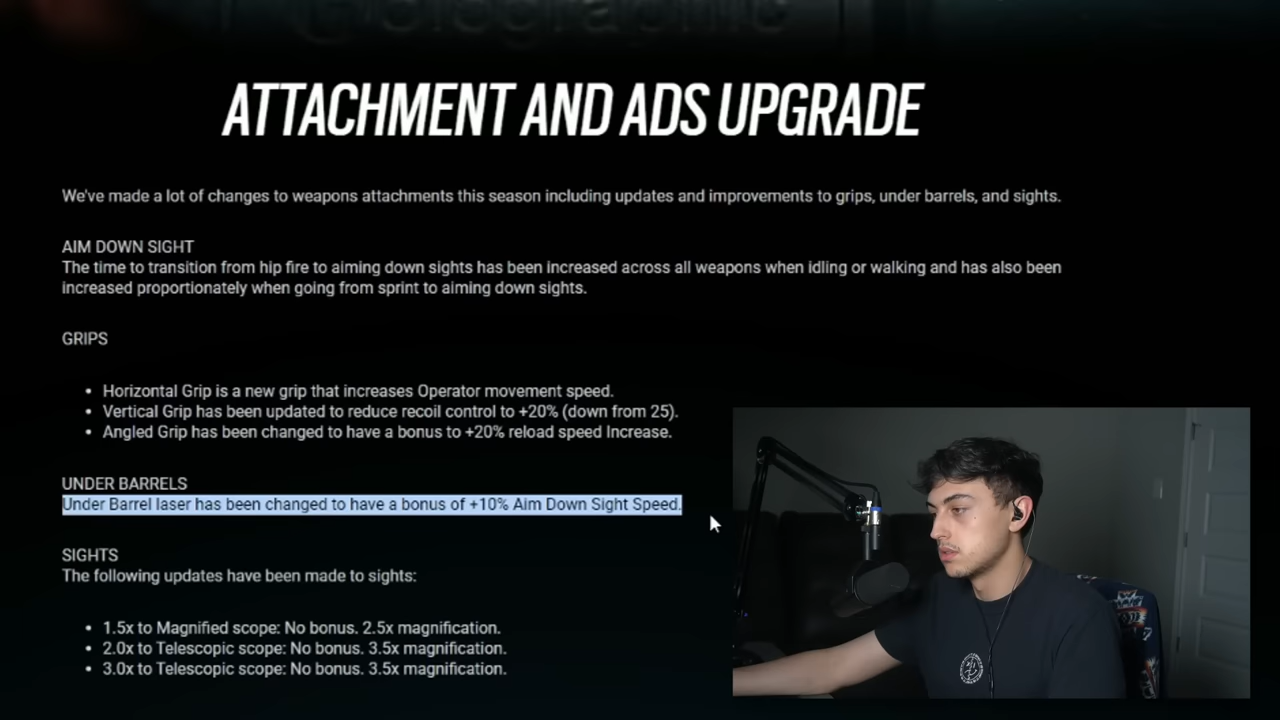 ATTACHMENT AND ADS UPGRADE
We've made a lot of changes to weapons attachments this season including updates and improvements to grips, under barrels, and sights.
AIM DOWN SIGHT
The time to transition from hip fire to aiming down sights has been increased across all weapons when idling or walking and has also been
increased proportionately when going from sprint to aiming down sights.
GRIPS
• Horizontal Grip is a new grip that increases Operator movement speed.
• Vertical Grip has been updated to reduce recoil control to +20% (down from 25).
• Angled Grip has been changed to have a bonus to +20% reload speed Increase.
UNDER BARRELS
Under Barrel laser has been changed to have a bonus of +10% Aim Down Sight Speed.
SIGHTS
The following updates have been made to sights:
• 1.5x to Magnified scope: No bonus. 2.5x magnification.
• 2.0x to Telescopic scope: No bonus. 3.5x magnification.
• 3.0x to Telescopic scope: No bonus. 3.5x magnification.